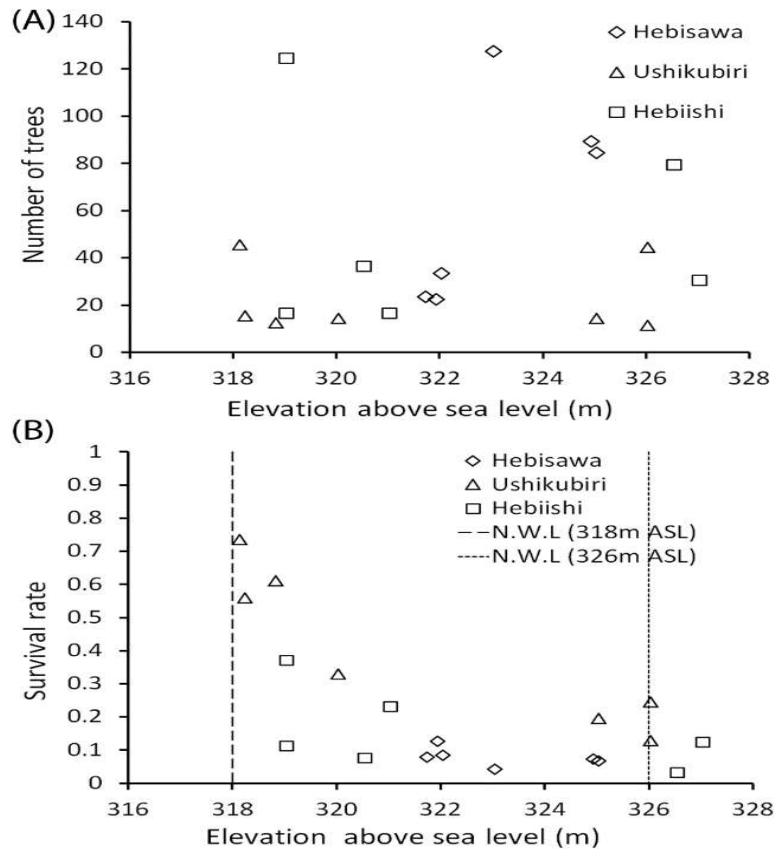 (A)
140
120
100
80
60
40
20
0
Number of trees
Hebisawa
Ushikubiri
Hebiishi
316 318 320 322 324 326 328
Elevation above sea level (m)
(B)
1
0.9
0.8
0.7
0.6
0.5
0.4
0.3
0.2
0.1
0
Survival rate
Hebisawa
Ushikubiri
Hebiishi
N.W.L (318m ASL)
N.W.L (326m ASL)
316 318 320 322 324 326 328
Elevation above sea level (m)